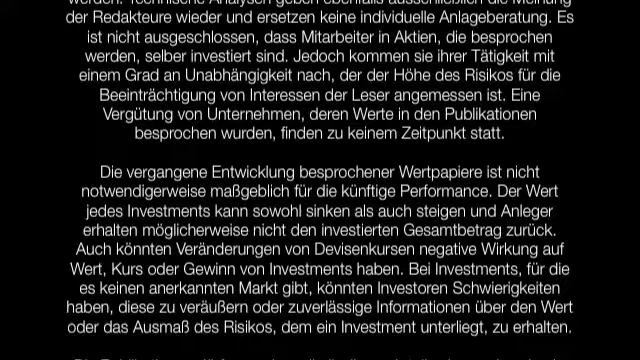 werden. Technische Analysen geben ebenfalls ausschließlich die Meinung
der Redakteure wieder und ersetzen keine individuelle Anlageberatung. Es
ist nicht ausgeschlossen, dass Mitarbeiter in Aktien, die besprochen
werden, selber investiert sind. Jedoch kommen sie ihrer Tätigkeit mit
einem Grad an Unabhängigkeit nach, der der Höhe des Risikos für die
Beeinträchtigung von Interessen der Leser angemessen ist. Eine
Vergütung von Unternehmen, deren Werte in den Publikationen
besprochen wurden, finden zu keinem Zeitpunkt statt.
Die vergangene Entwicklung besprochener Wertpapiere ist nicht
notwendigerweise maßgeblich für die künftige Performance. Der Wert
jedes Investments kann sowohl sinken als auch steigen und Anleger
erhalten möglicherweise nicht den investierten Gesamtbetrag zurück.
Auch könnten Veränderungen von Devisenkursen negative Wirkung auf
Wert, Kurs oder Gewinn von Investments haben. Bei Investments, für die
es keinen anerkannten Markt gibt, könnten Investoren Schwierigkeiten
haben, diese zu veräußern oder zuverlässige Informationen über den Wert
oder das Ausmaß des Risikos, dem ein Investment unterliegt, zu erhalten.